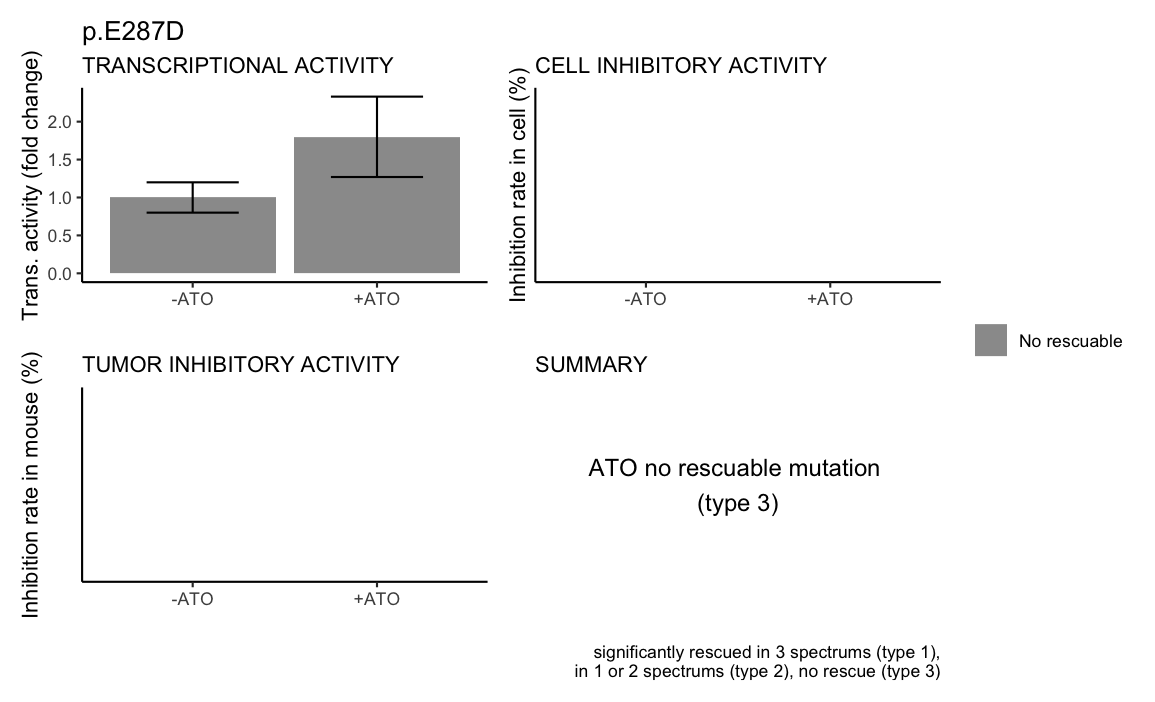 p.E287D
TRANSCRIPTIONAL ACTIVITY
Trans. activity (fold change)
2.0
1.5
1.0
0.5
0.0
-ATO
+ATO
CELL INHIBITORY ACTIVITY
Inhibition rate in cell (%)
-ATO
+ATO
No rescuable
TUMOR INHIBITORY ACTIVITY
Inhibition rate in mouse (%)
-ATO
+ATO
SUMMARY
ATO no rescuable mutation
(type 3)
significantly rescued in 3 spectrums (type 1),
in 1 or 2 spectrums (type 2), no rescue (type 3)